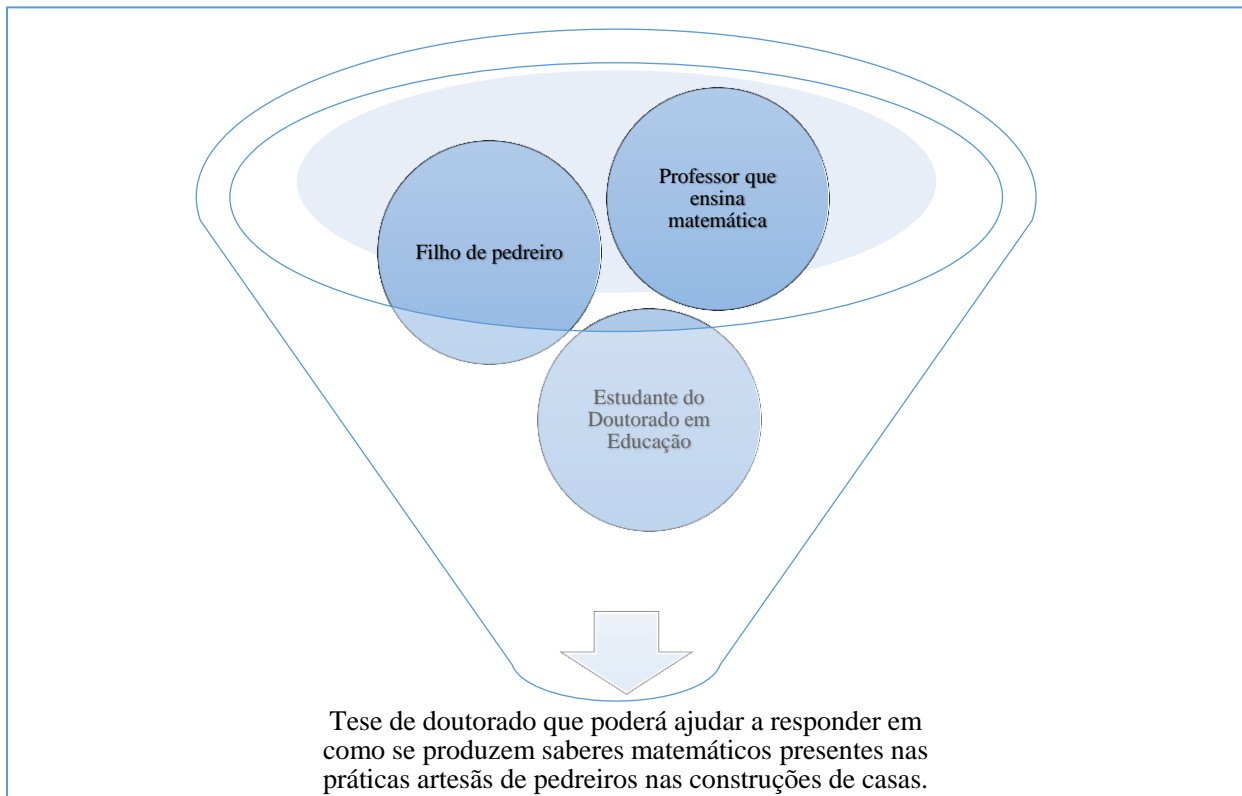 Professor que
ensina
matemática
Filho de pedreiro
Estudante do
Doutorado em
Educação
Tese de doutorado que poderá ajudar a responder em
como se produzem saberes matemáticos presentes nas
práticas artesãs de pedreiros nas construções de casas.